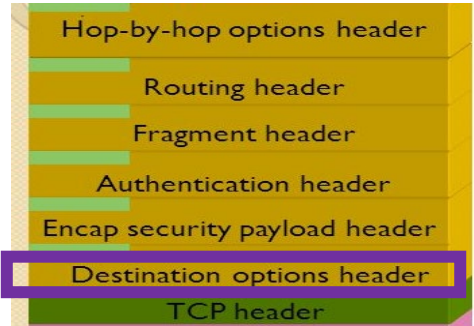 Hop-by-hop options header
Routing header
Fragment header
Authentication header
Encap security payload header
Destination options header
TCP header